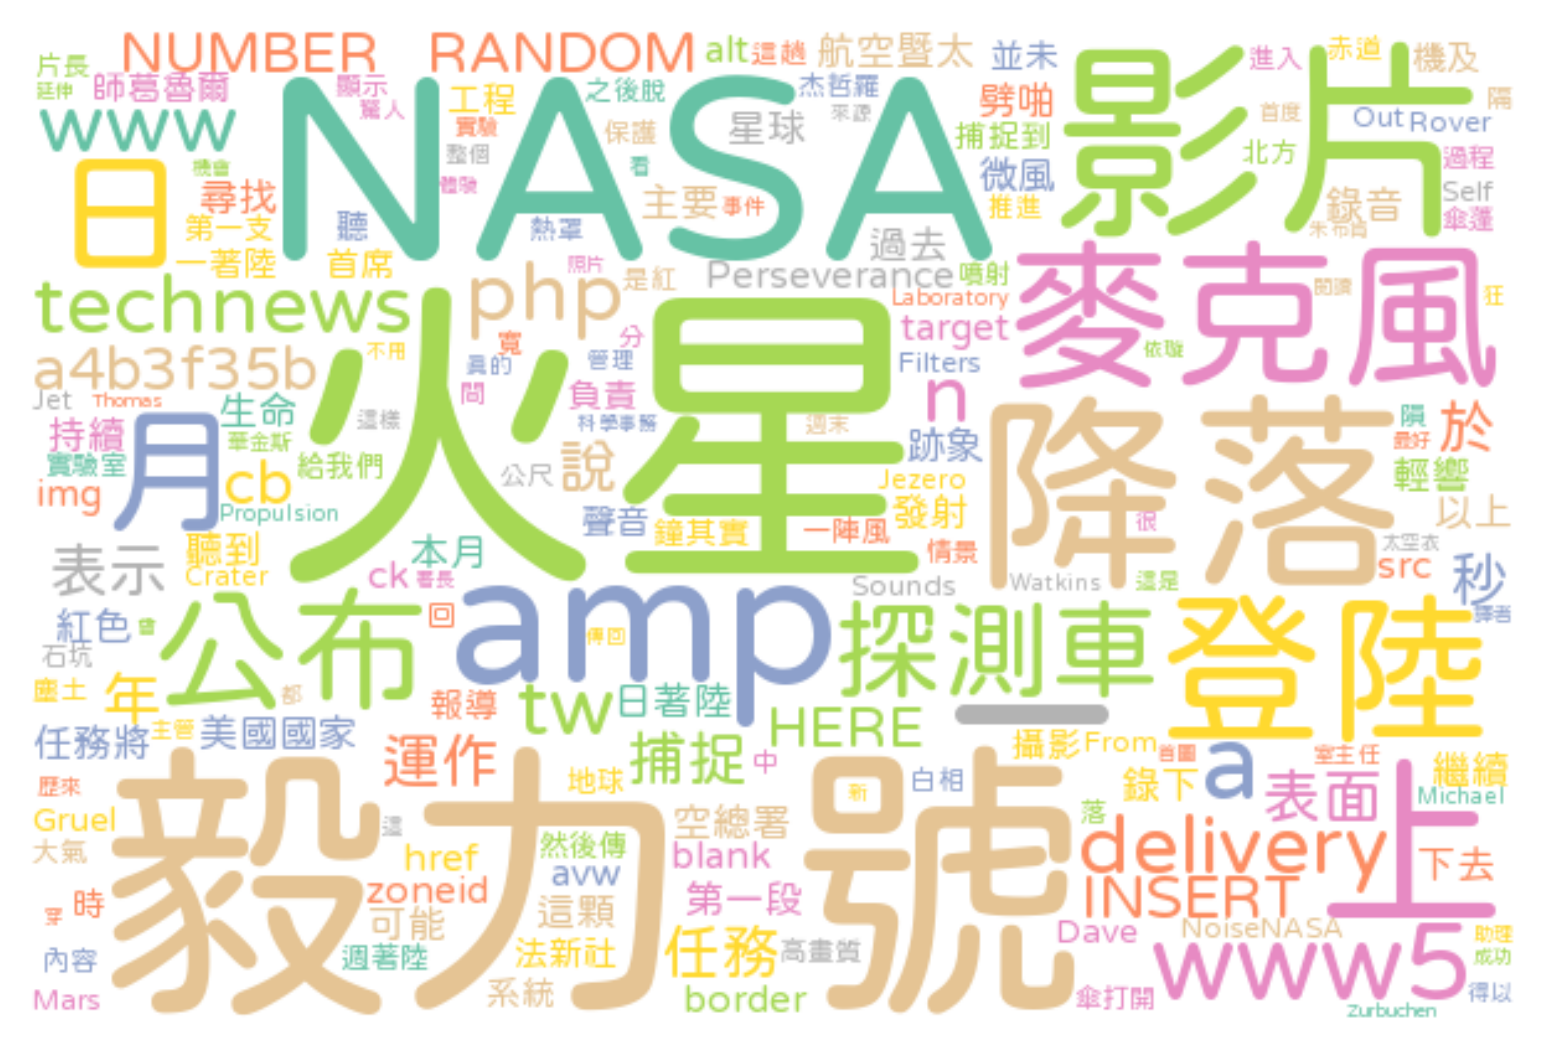 片長
延伸
NUMBER RANDOM
alt
這趟
航空暨太
並未
影片
進入
赤道
機及
師葛魯爾
顯示
驚人
NASA
工程
之後脫
杰哲羅
來源
劈啪
隔
www
實驗
保護
星球
捕捉到
首度
Out
Rover
日
機會
整個
看
微風
北方
過程
尋找
體驗
主要
事件
推進
錄音
Self
傘蓬
第一支
聽
熱罩
過去
朱布肯
一著陸
首席
照片
是紅
Perseverance
噴射
麥克風
閱讀
狂
technews
php
Laboratory
target
寬
分
不用
真的
管理
Filters
依璇
a4b3f35b
火星
Jet
Thomas
問
負責
n
降落
隕
於
持續
月
生命
這樣
科學事務
週末
跡象
最好
華金斯
實驗室
cb
給我們
公尺
說
Jezero
輕響
img
Propulsion
聲音
鐘其實
一陣風
發射
很
以上
表示
聽到
本月
情景
太空衣
Crater
ck
署長
Sounds
Watkins
這是
src
秒
紅色
曾
公布
回
amp
傳回
探測車
登陸
譯者
石坑
塵土
年
都
報導
tw
日著陸
HERE
一
任務將
主管
美國國家
運作
捕捉
中
攝影
From
首圖
a
室主任
繼續
歷來
毅力號
地球
新
白相
錄下
表面
上
Michael
Gruel
這
空總署
落
大氣
href
然後傳
blank
delivery
下去
zoneid
avw
INSERT
時
可能
這顆
第一段
穿
Dave
NoiseNASA
內容
週著陸
法新社
任務
高畫質
www5
助理
成功
Mars
系統
border
傘打開
得以
Zurbuchen